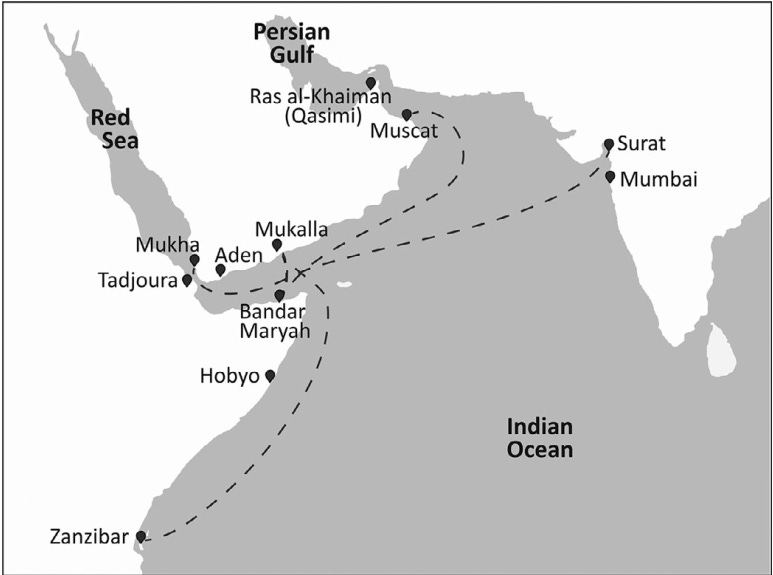 Persian
Gulf
Ras al-Khaiman
(Qasimi)
Muscat
Red
Sea
Surat
Mumbai
Mukalla
Mukha
Aden
Tadjoura
Bandar
Maryah
Hobyo
Indian
Ocean
Zanzibar